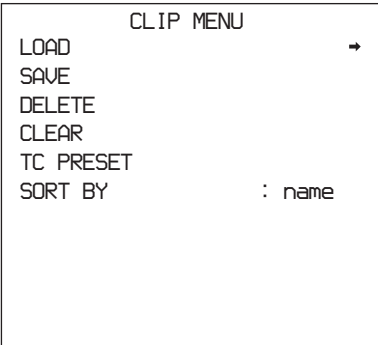 CLIP MENU
LOAD ➡
SAVE
DELETE
CLEAR
TC PRESET
SORT BY : name